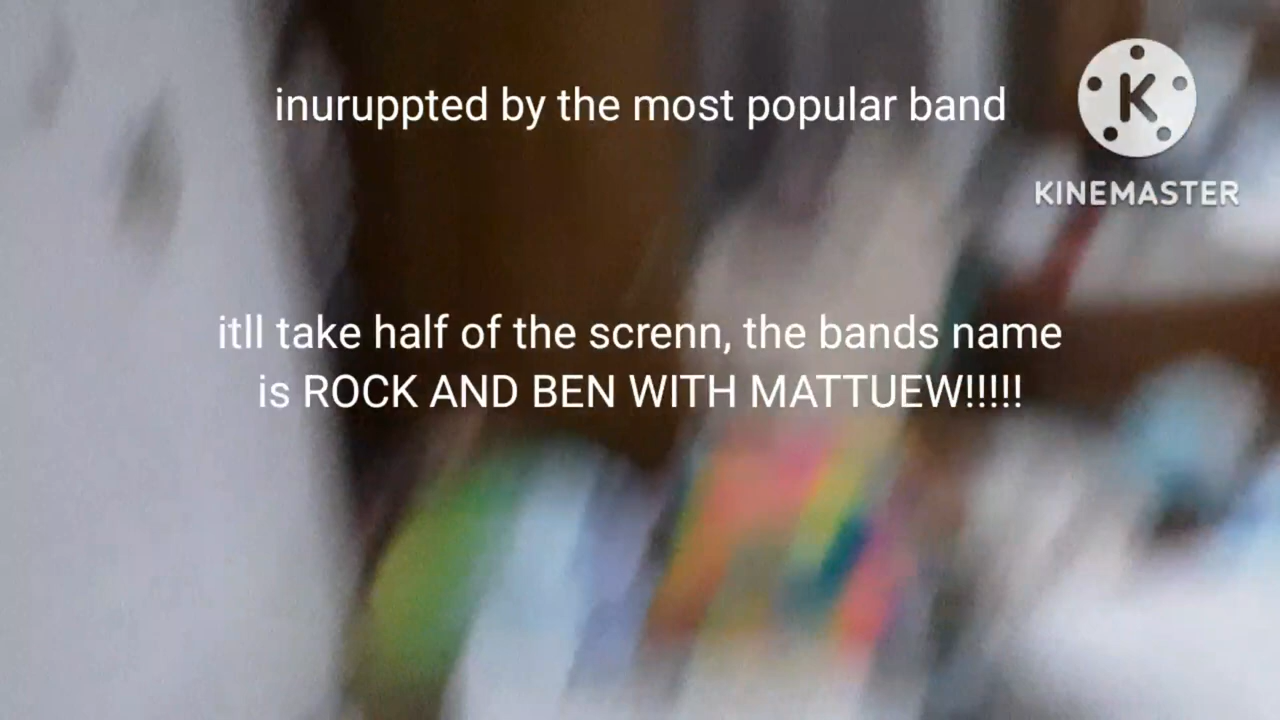 inuruppted by the most popular band
K
KINEMASTER
itll take half of the screnn, the bands name
is ROCK AND BEN WITH MATTUEW!!!!!